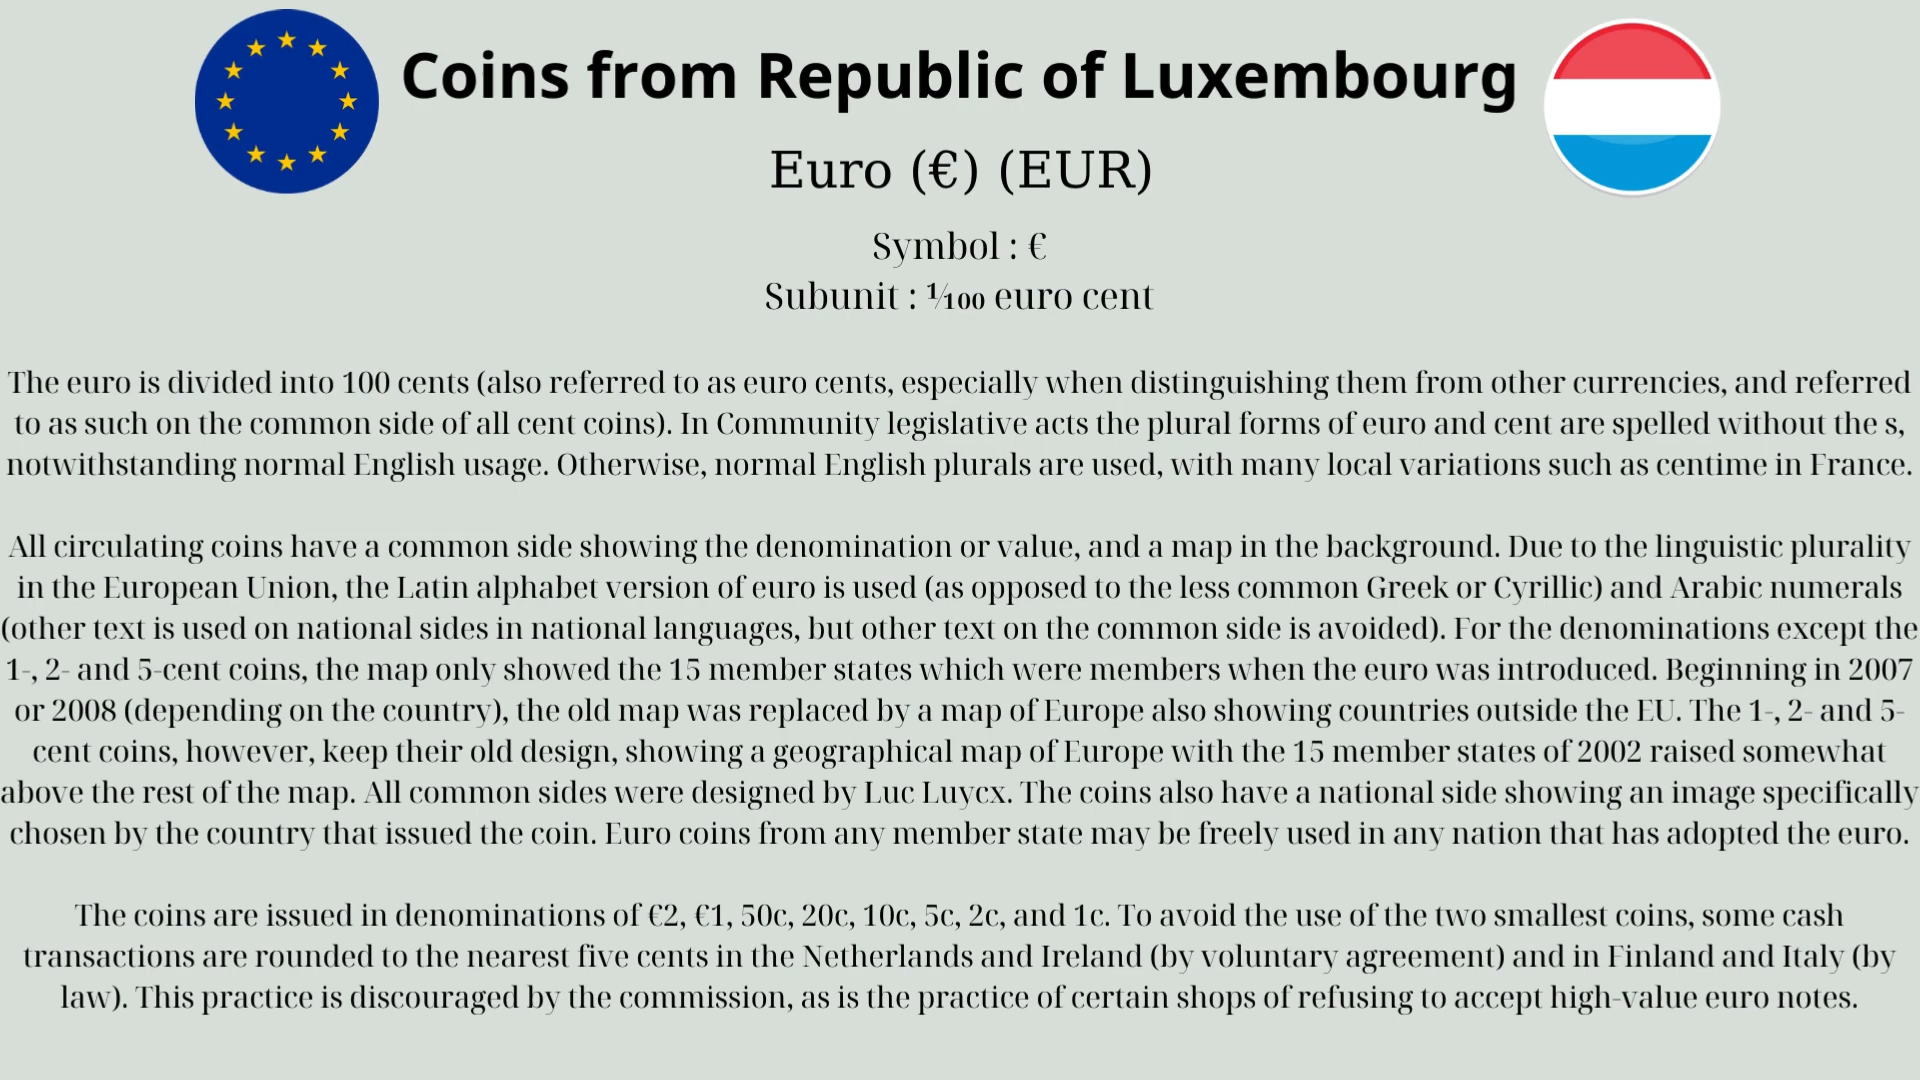 Coins from Republic of Luxembourg
Euro (€) (EUR)
Symbol : €
Subunit : ¹⁄₁₀₀ euro cent
The euro is divided into 100 cents (also referred to as euro cents, especially when distinguishing them from other currencies, and referred
to as such on the common side of all cent coins). In Community legislative acts the plural forms of euro and cent are spelled without the s,
notwithstanding normal English usage. Otherwise, normal English plurals are used, with many local variations such as centime in France.
All circulating coins have a common side showing the denomination or value, and a map in the background. Due to the linguistic plurality
in the European Union, the Latin alphabet version of euro is used (as opposed to the less common Greek or Cyrillic) and Arabic numerals
(other text is used on national sides in national languages, but other text on the common side is avoided). For the denominations except the
1-, 2- and 5-cent coins, the map only showed the 15 member states which were members when the euro was introduced. Beginning in 2007
or 2008 (depending on the country), the old map was replaced by a map of Europe also showing countries outside the EU. The 1-, 2- and 5-
cent coins, however, keep their old design, showing a geographical map of Europe with the 15 member states of 2002 raised somewhat
above the rest of the map. All common sides were designed by Luc Luycx. The coins also have a national side showing an image specifically
chosen by the country that issued the coin. Euro coins from any member state may be freely used in any nation that has adopted the euro.
The coins are issued in denominations of €2, €1, 50c, 20c, 10c, 5c, 2c, and 1c. To avoid the use of the two smallest coins, some cash
transactions are rounded to the nearest five cents in the Netherlands and Ireland (by voluntary agreement) and in Finland and Italy (by
law). This practice is discouraged by the commission, as is the practice of certain shops of refusing to accept high-value euro notes.